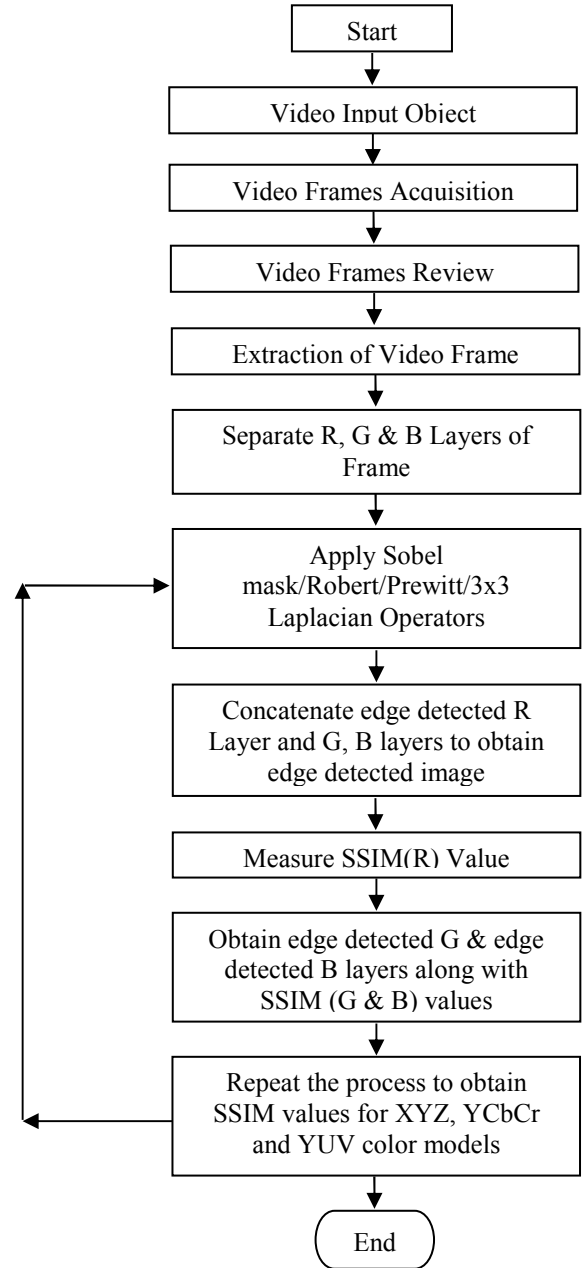 Start
Video Input Object
Video Frames Acquisition
Video Frames Review
Extraction of Video Frame
Separate R, G & B Layers of
Frame
Apply Sobel
mask/Robert/Prewitt/3x3
Laplacian Operators
Concatenate edge detected R
Layer and G, B layers to obtain
edge detected image
Measure SSIM(R) Value
Obtain edge detected G & edge
detected B layers along with
SSIM (G & B) values
Repeat the process to obtain
SSIM values for XYZ, YCbCr
and YUV color models
End